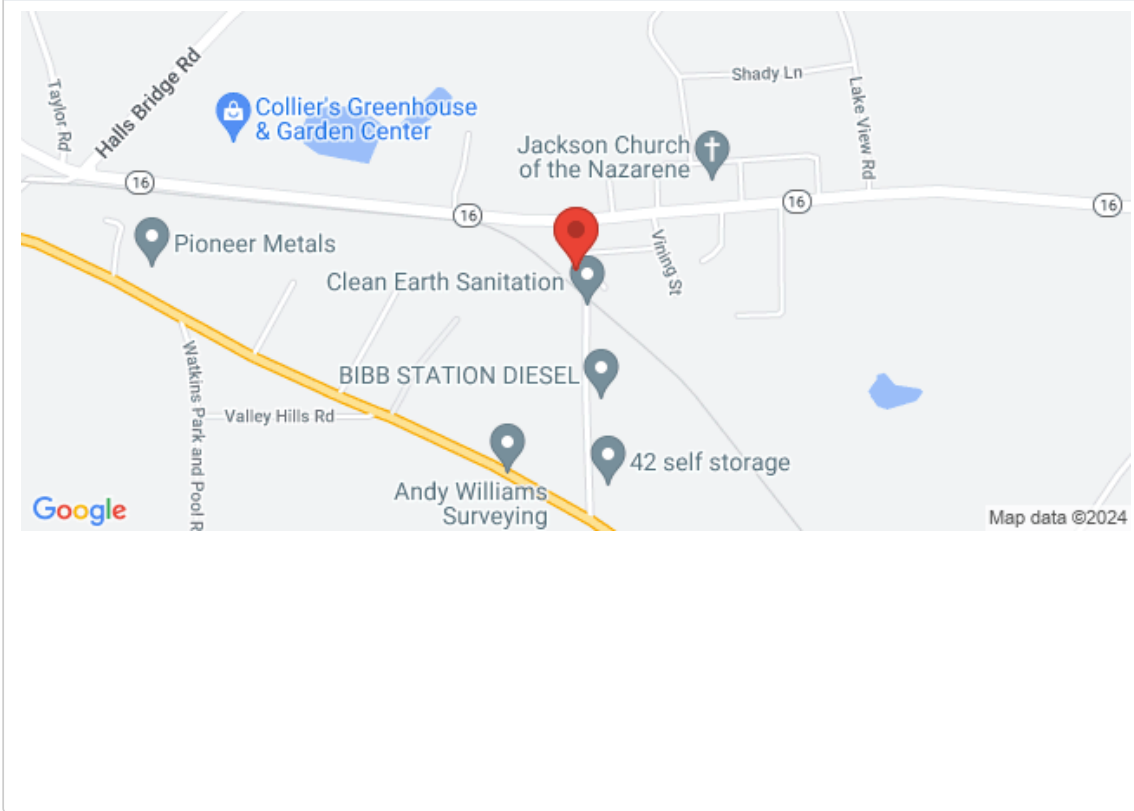 Shady Ln
Taylor Rd
Halls Bridge Rd
Lake View Rd
Collier's Greenhouse
& Garden Center
Jackson Church
of the Nazarene
16
16
16
16
Pioneer Metals
Vining St
Clean Earth Sanitation
BIBB STATION DIESEL
Watkins Park and Pool R
Valley Hills Rd
42 self storage
Andy Williams
Surveying
Google
Map data ©2024